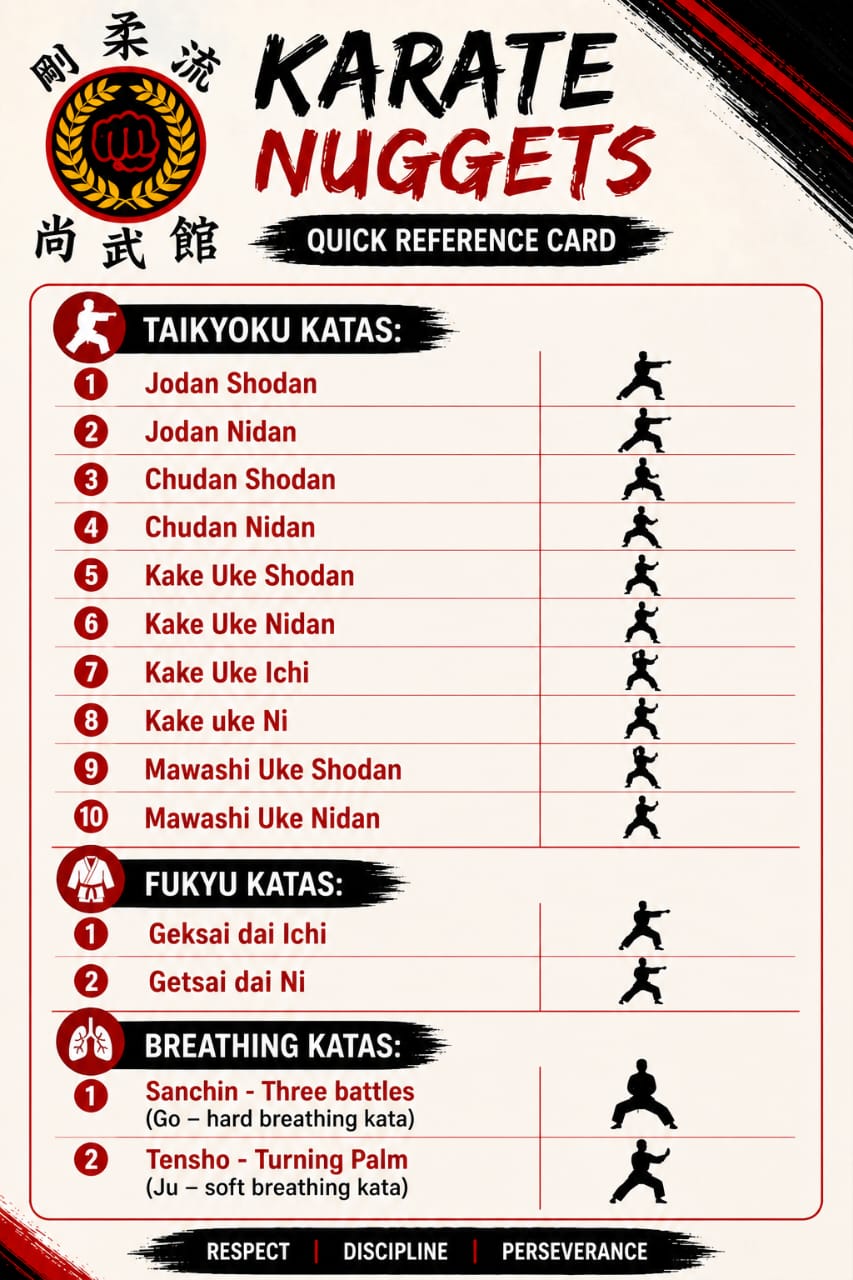 剛柔流
KARATE
NUGGETS
尚武館
QUICK REFERENCE CARD
TAIKYOKU KATAS:
1 Jodan Shodan
2 Jodan Nidan
3 Chudan Shodan
4 Chudan Nidan
5 Kake Uke Shodan
6 Kake Uke Nidan
7 Kake Uke Ichi
8 Kake uke Ni
9 Mawashi Uke Shodan
10 Mawashi Uke Nidan
FUKYU KATAS:
1 Geksai dai Ichi
2 Getsai dai Ni
BREATHING KATAS:
1 Sanchin - Three battles
(Go – hard breathing kata)
2 Tensho - Turning Palm
(Ju – soft breathing kata)
RESPECT | DISCIPLINE | PERSEVERANCE